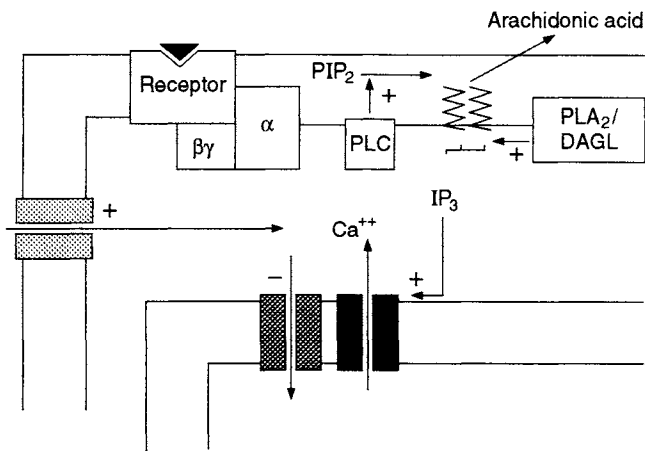 Arachidonic acid
Receptor
PIP₂
+
α
βγ
PLC
+
PLA₂/
DAGL
+
IP₃
Ca⁺⁺
−
+